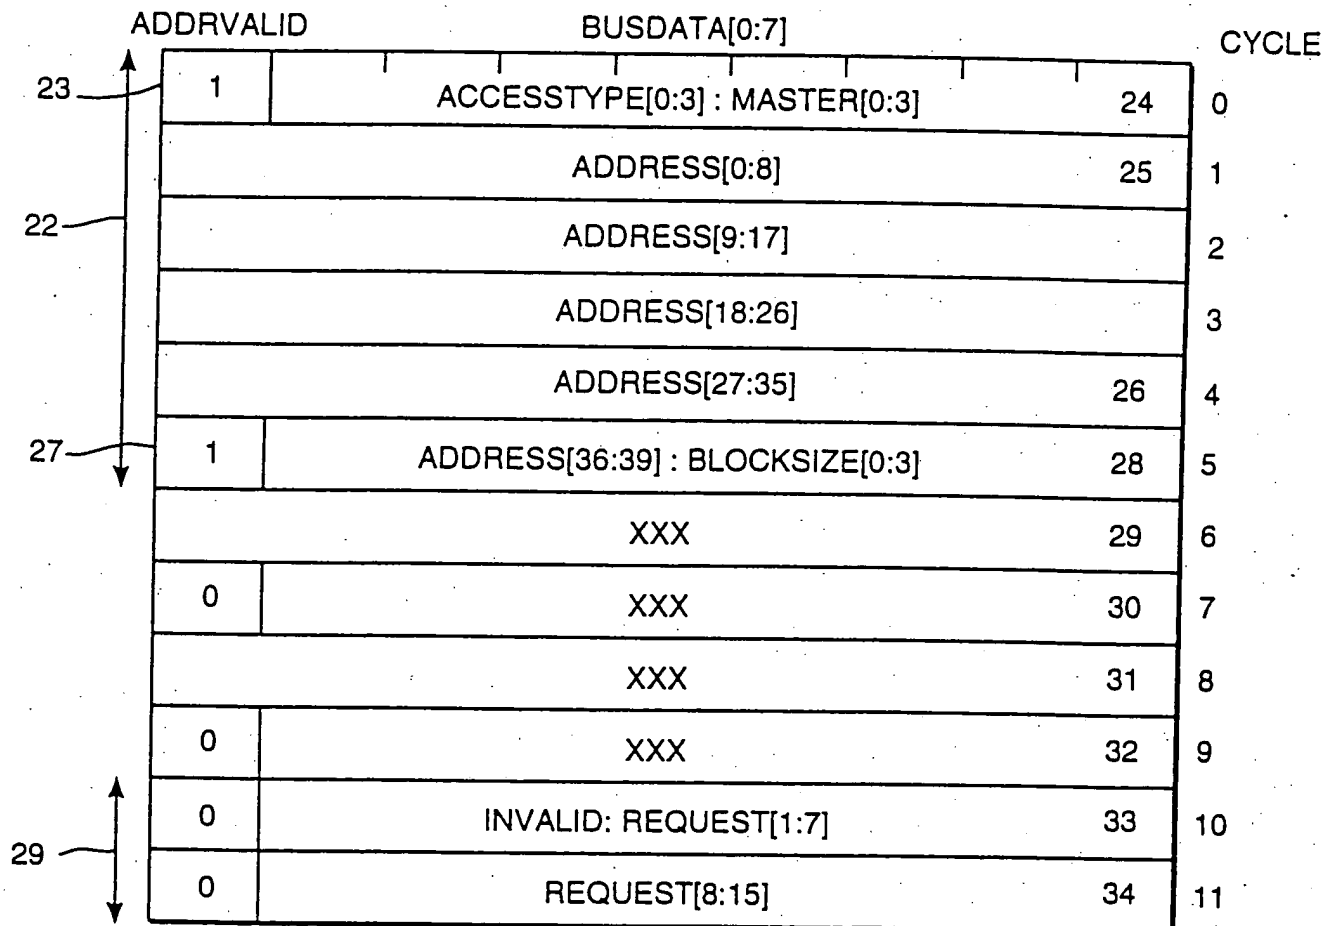 ADDRVALID BUSDATA[0:7] CYCLE
23 1 ACCESSTYPE[0:3] : MASTER[0:3] 24 0
ADDRESS[0:8] 25 1
22 ADDRESS[9:17] 2
ADDRESS[18:26] 3
ADDRESS[27:35] 26 4
27 1 ADDRESS[36:39] : BLOCKSIZE[0:3] 28 5
XXX 29 6
0 XXX 30 7
XXX 31 8
0 XXX 32 9
0 INVALID: REQUEST[1:7] 33 10
29
0 REQUEST[8:15] 34 11